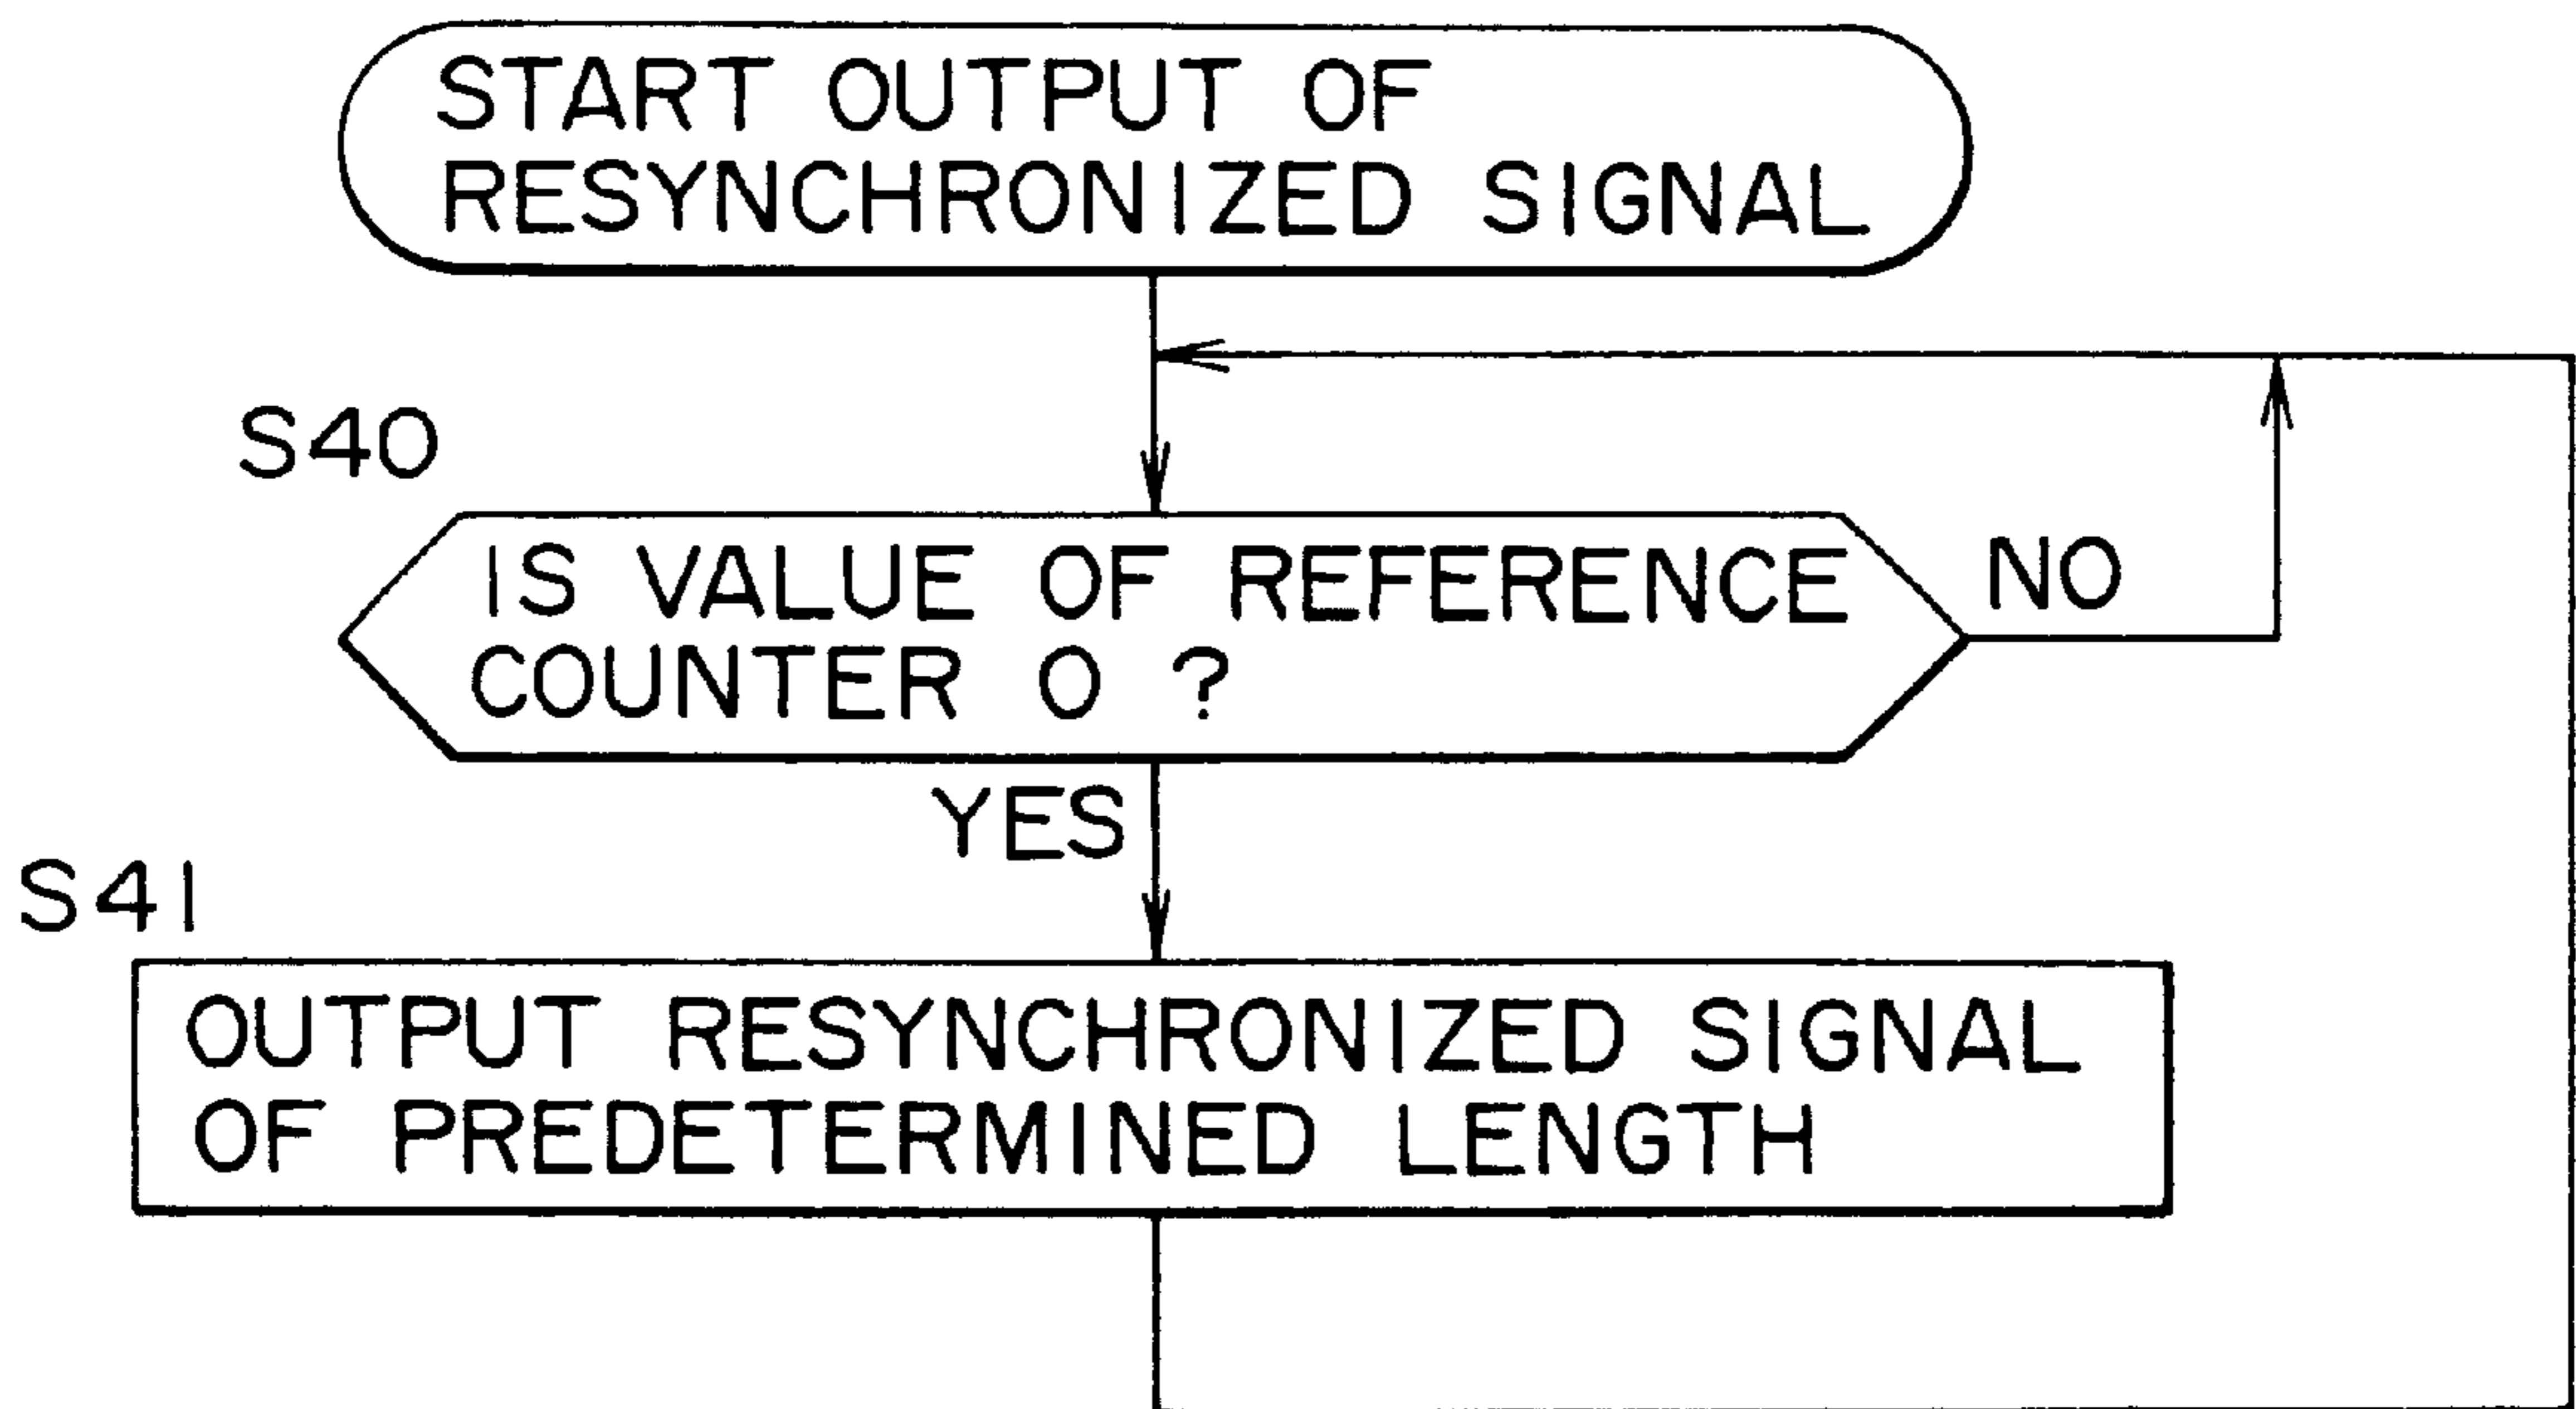 START OUTPUT OF
RESYNCHRONIZED SIGNAL
S40
IS VALUE OF REFERENCE
COUNTER 0 ?
NO
YES
S41
OUTPUT RESYNCHRONIZED SIGNAL
OF PREDETERMINED LENGTH